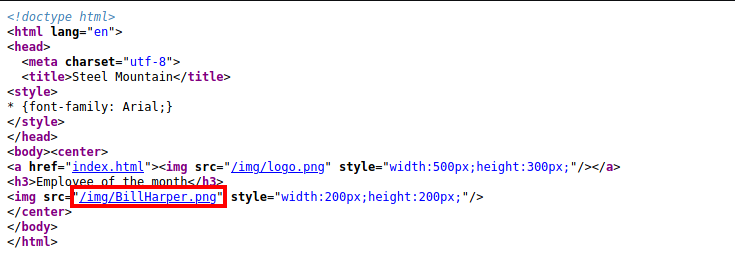 <!doctype html>
<html lang="en">
<head>
  <meta charset="utf-8">
  <title>Steel Mountain</title>
<style>
* {font-family: Arial;}
</style>
</head>
<body><center>
<a href="index.html"><img src="/img/logo.png" style="width:500px;height:300px;"/></a>
<h3>Employee of the month</h3>
<img src="/img/BillHarper.png" style="width:200px;height:200px;"/>
</center>
</body>
</html>